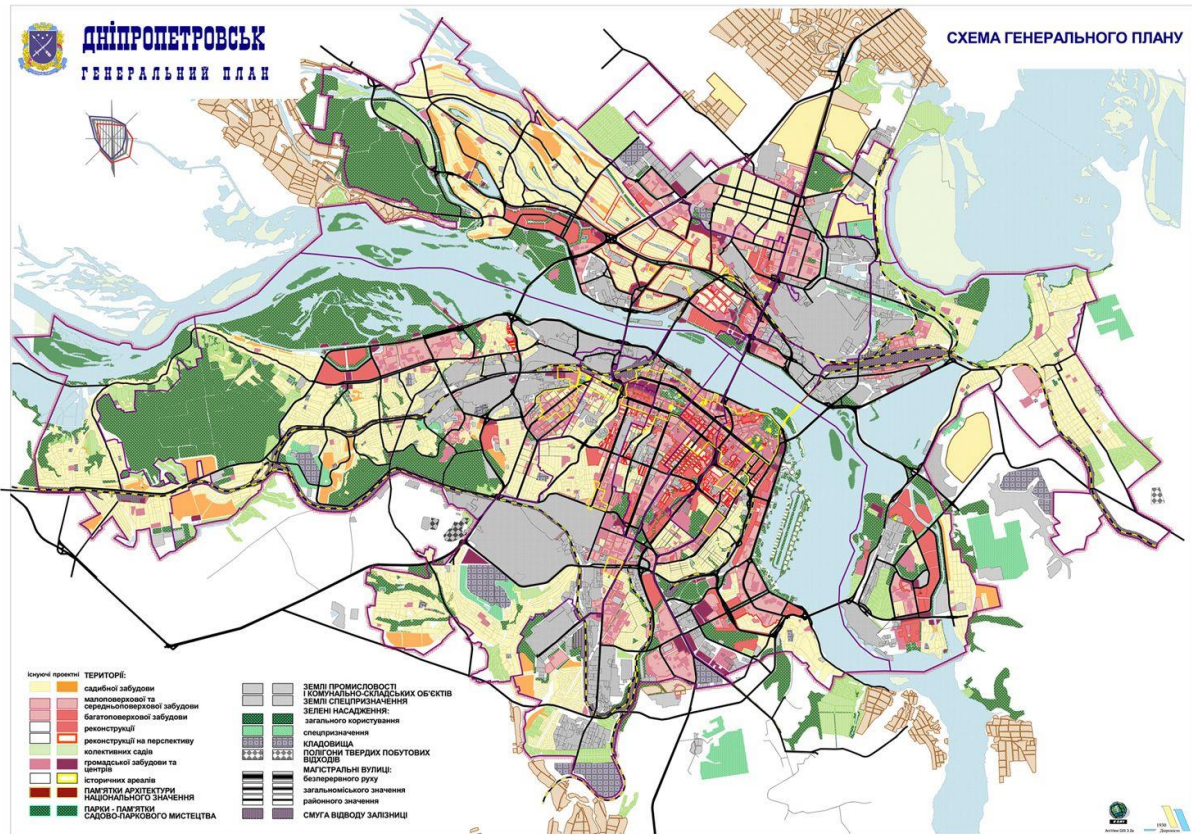 ДНІПРОПЕТРОВСЬК
ГЕНЕРАЛЬНИЙ ПЛАН
СХЕМА ГЕНЕРАЛЬНОГО ПЛАНУ
існуючі проектні ТЕРИТОРІЇ:
садибної забудови
малоповерхової та
середньоповерхової забудови
багатоповерхової забудови
реконструкції
реконструкції на перспективу
колективних садів
громадської забудови та
центрів
історичних ареалів
ПАМ'ЯТКИ АРХІТЕКТУРИ
НАЦІОНАЛЬНОГО ЗНАЧЕННЯ
ПАРКИ - ПАМ'ЯТКИ
САДОВО-ПАРКОВОГО МИСТЕЦТВА
ЗЕМЛІ ПРОМИСЛОВОСТІ
І КОМУНАЛЬНО-СКЛАДСЬКИХ ОБ'ЄКТІВ
ЗЕМЛІ СПЕЦПРИЗНАЧЕННЯ
ЗЕЛЕНІ НАСАДЖЕННЯ:
загального користування
спецпризначення
КЛАДОВИЩА
ПОЛІГОНИ ТВЕРДИХ ПОБУТОВИХ
ВІДХОДІВ
МАГІСТРАЛЬНІ ВУЛИЦІ:
безперервного руху
загальноміського значення
районного значення
СМУГА ВІДВОДУ ЗАЛІЗНИЦІ